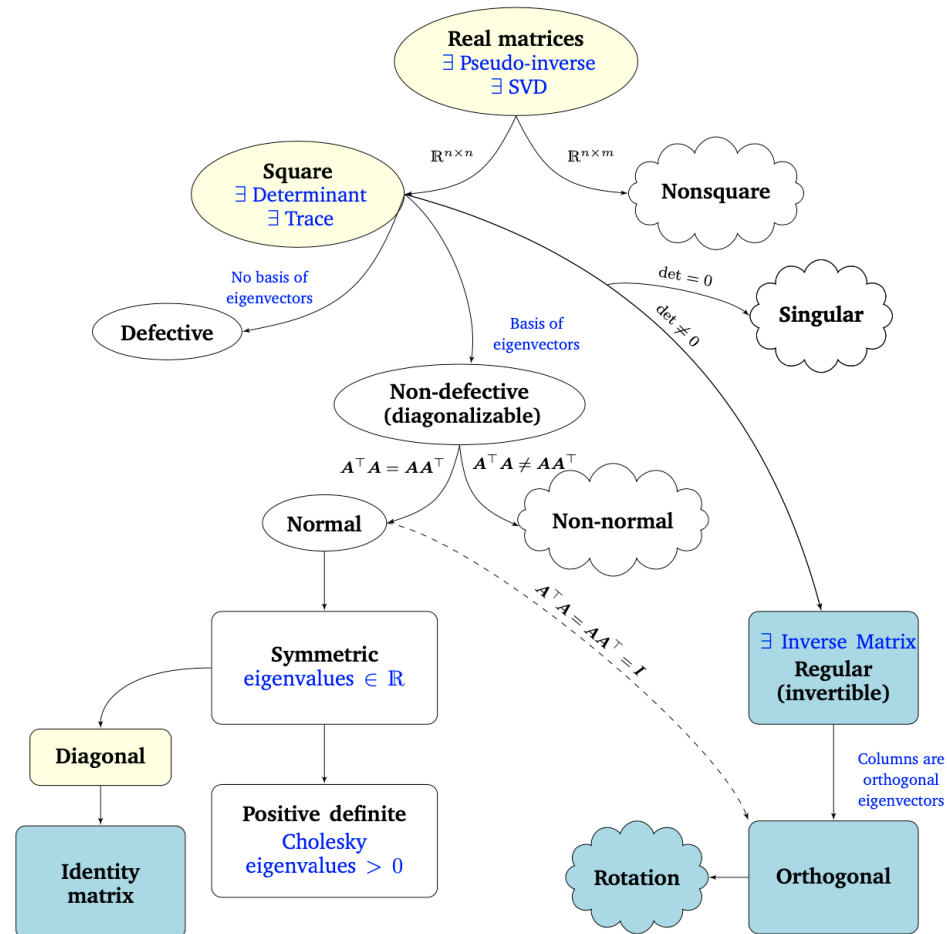 Real matrices
∃ Pseudo-inverse
∃ SVD
ℝⁿˣⁿ
ℝⁿˣᵐ
Square
∃ Determinant
∃ Trace
Nonsquare
No basis of
eigenvectors
det = 0
Singular
Defective
det ≠ 0
Basis of
eigenvectors
Non-defective
(diagonalizable)
A⊤A = AA⊤
A⊤A ≠ AA⊤
Normal
Non-normal
A⊤A = AA⊤ = I
Symmetric
eigenvalues ∈ ℝ
∃ Inverse Matrix
Regular
(invertible)
Diagonal
Columns are
orthogonal
eigenvectors
Positive definite
Cholesky
eigenvalues > 0
Identity
matrix
Rotation
Orthogonal